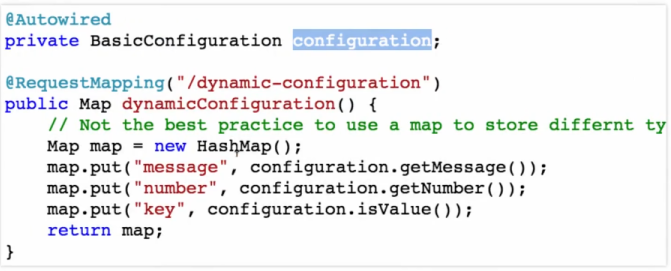 @Autowired
private BasicConfiguration configuration;
@RequestMapping("/dynamic-configuration")
public Map dynamicConfiguration() {
// Not the best practice to use a map to store differnt ty
Map map = new HashMap();
map.put("message", configuration.getMessage());
map.put("number", configuration.getNumber());
map.put("key", configuration.isValue());
return map;
}